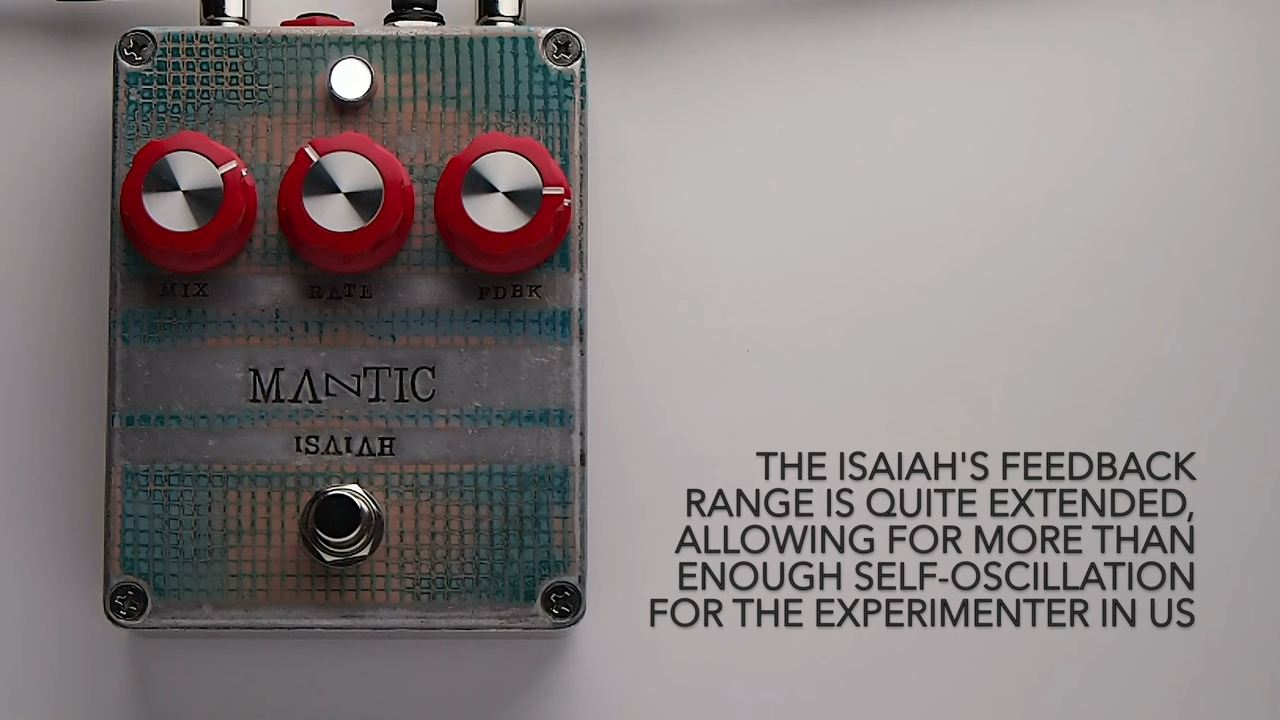 MIX RATE FDBK
MANTIC
ISAIAH
THE ISAIAH'S FEEDBACK
RANGE IS QUITE EXTENDED,
ALLOWING FOR MORE THAN
ENOUGH SELF-OSCILLATION
FOR THE EXPERIMENTER IN US